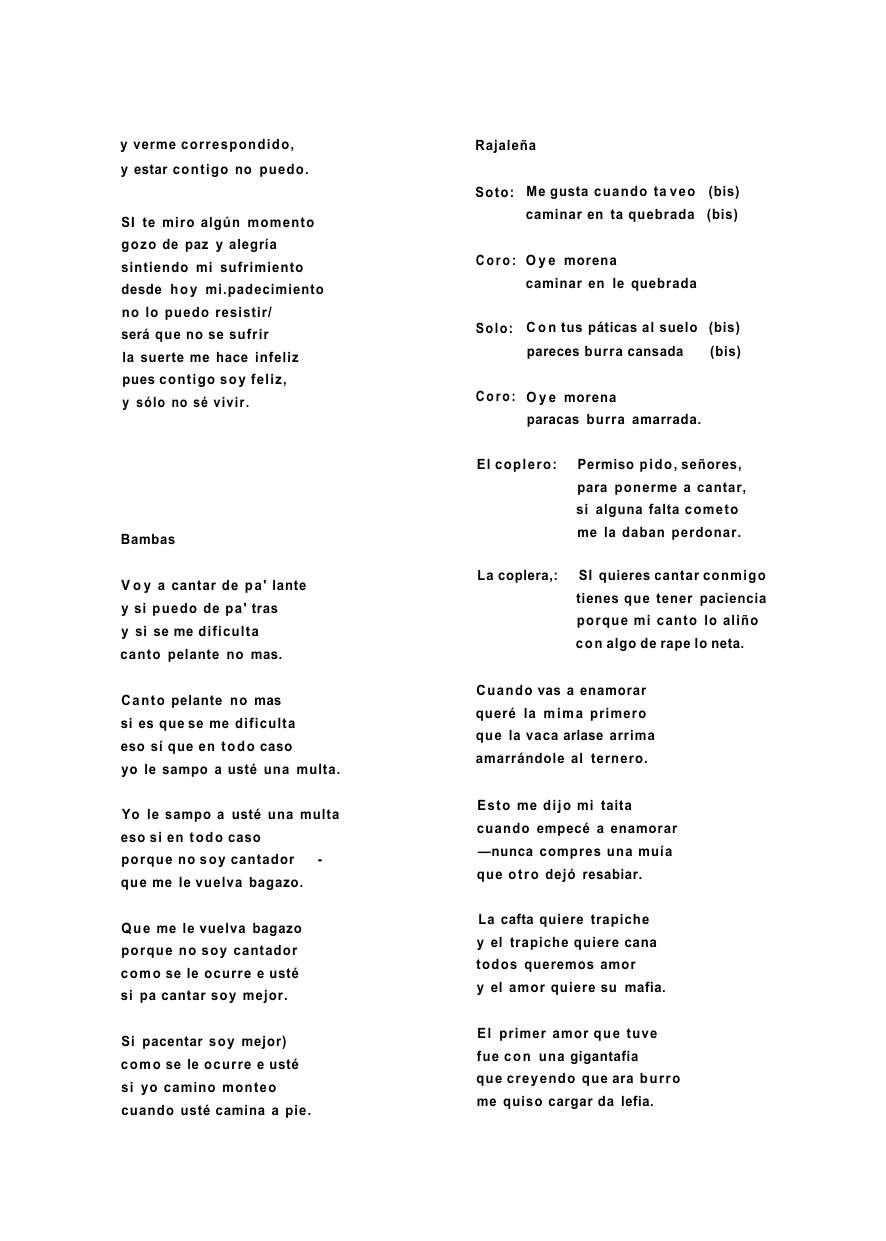 y verme correspondido,
y estar contigo no puedo.
SI te miro algún momento
gozo de paz y alegría
sintiendo mi sufrimiento
desde hoy mi.padecimiento
no lo puedo resistir/
será que no se sufrir
la suerte me hace infeliz
pues contigo soy feliz,
y sólo no sé vivir.
Bambas
Voy a cantar de pa' lante
y si puedo de pa' tras
y si se me dificulta
canto pelante no mas.
Canto pelante no mas
si es que se me dificulta
eso sí que en todo caso
yo le sampo a usté una multa.
Yo le sampo a usté una multa
eso si en todo caso
porque no soy cantador -
que me le vuelva bagazo.
Que me le vuelva bagazo
porque no soy cantador
como se le ocurre e usté
si pa cantar soy mejor.
Si pacentar soy mejor)
como se le ocurre e usté
si yo camino monteo
cuando usté camina a pie.
Rajaleña
Soto: Me gusta cuando ta veo (bis)
caminar en ta quebrada (bis)
Coro: Oye morena
caminar en le quebrada
Solo: Con tus páticas al suelo (bis)
pareces burra cansada (bis)
Coro: Oye morena
paracas burra amarrada.
El coplero: Permiso pido, señores,
para ponerme a cantar,
si alguna falta cometo
me la daban perdonar.
La coplera,: SI quieres cantar conmigo
tienes que tener paciencia
porque mi canto lo aliño
con algo de rape lo neta.
Cuando vas a enamorar
queré la mima primero
que la vaca arlase arrima
amarrándole al ternero.
Esto me dijo mi taita
cuando empecé a enamorar
—nunca compres una muía
que otro dejó resabiar.
La cafta quiere trapiche
y el trapiche quiere cana
todos queremos amor
y el amor quiere su mafia.
El primer amor que tuve
fue con una gigantafia
que creyendo que ara burro
me quiso cargar da lefia.